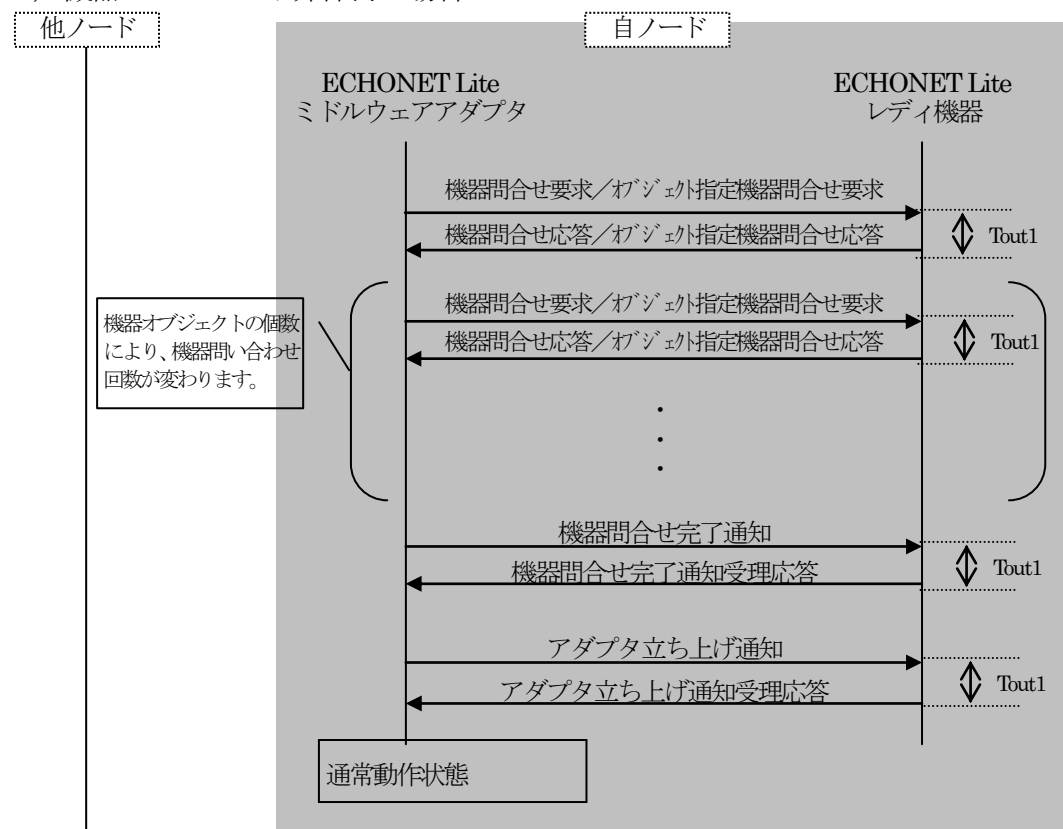 他ノード
自ノード
ECHONET Lite
ミドルウェアアダプタ
ECHONET Lite
レディ機器
機器問合せ要求／オブジェクト指定機器問合せ要求
機器問合せ応答／オブジェクト指定機器問合せ応答
Tout1
機器オブジェクトの個数
により、機器問い合わせ
回数が変わります。
機器問合せ要求／オブジェクト指定機器問合せ要求
機器問合せ応答／オブジェクト指定機器問合せ応答
Tout1
・
・
・
機器問合せ完了通知
機器問合せ完了通知受理応答
Tout1
アダプタ立ち上げ通知
アダプタ立ち上げ通知受理応答
Tout1
通常動作状態